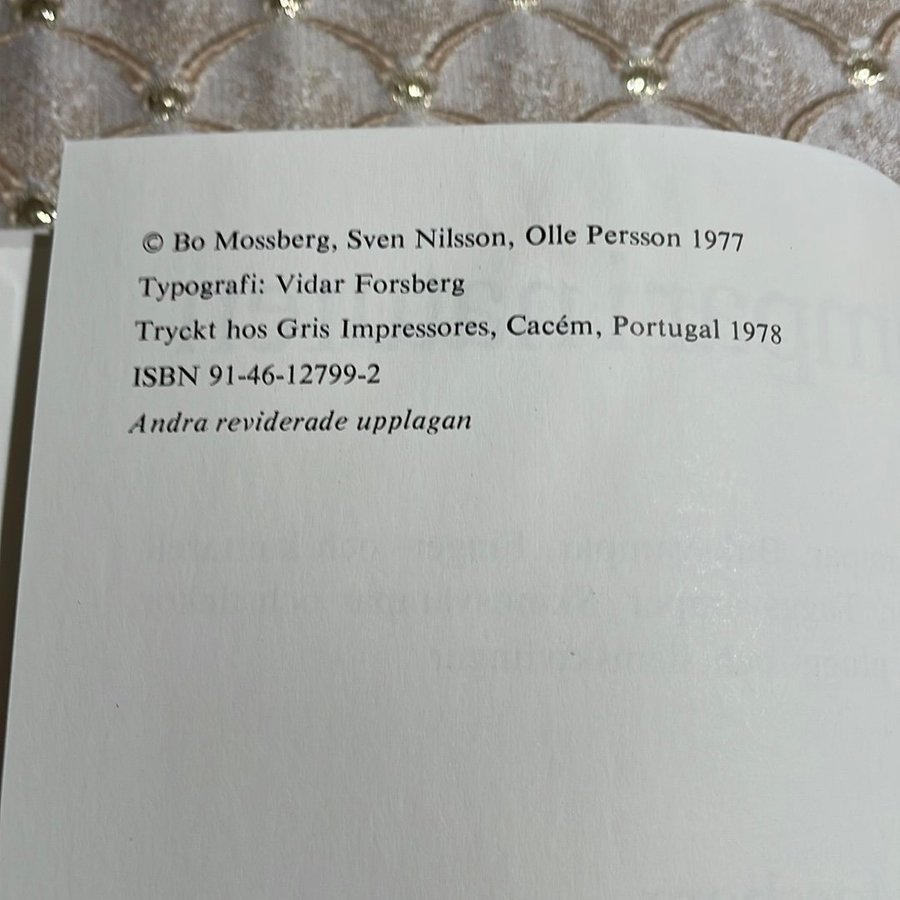 © Bo Mossberg, Sven Nilsson, Olle Persson 1977
Typografi: Vidar Forsberg
Tryckt hos Gris Impressores, Cacém, Portugal 1978
ISBN 91-46-12799-2
Andra reviderade upplagan